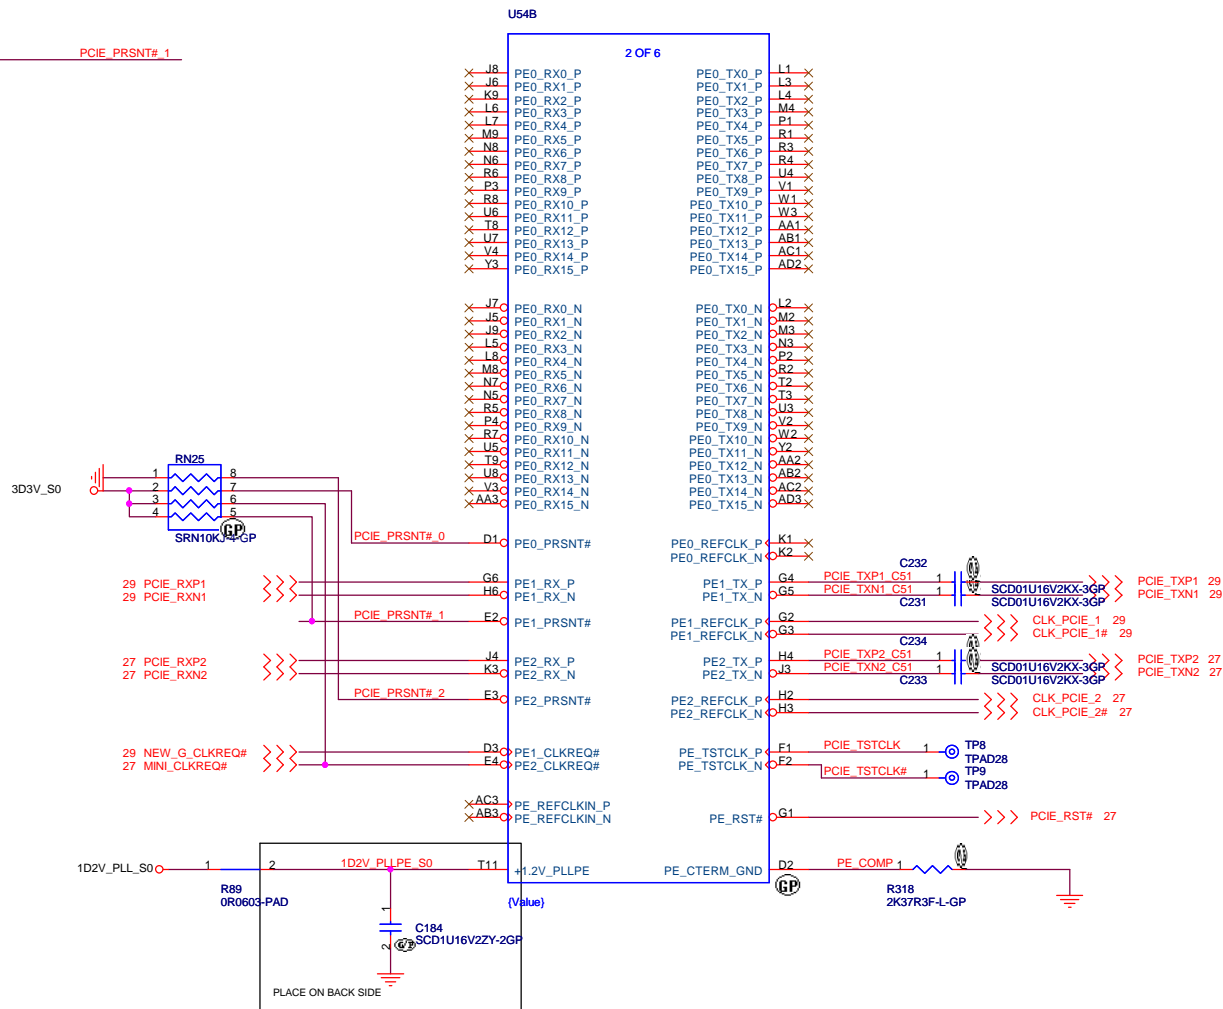 U54B
PCIE_PRSNT#_1
2 OF 6
J8 PE0_RX0_P PE0_TX0_P L1
J6 PE0_RX1_P PE0_TX1_P L3
K9 PE0_RX2_P PE0_TX2_P L4
L6 PE0_RX3_P PE0_TX3_P M4
L7 PE0_RX4_P PE0_TX4_P P1
M9 PE0_RX5_P PE0_TX5_P R1
N8 PE0_RX6_P PE0_TX6_P R3
N6 PE0_RX7_P PE0_TX7_P R4
R6 PE0_RX8_P PE0_TX8_P U4
P3 PE0_RX9_P PE0_TX9_P V1
R8 PE0_RX10_P PE0_TX10_P W1
U6 PE0_RX11_P PE0_TX11_P W3
T8 PE0_RX12_P PE0_TX12_P AA1
U7 PE0_RX13_P PE0_TX13_P AB1
V4 PE0_RX14_P PE0_TX14_P AC1
Y3 PE0_RX15_P PE0_TX15_P AD2
J7 PE0_RX0_N PE0_TX0_N L2
J5 PE0_RX1_N PE0_TX1_N M2
J9 PE0_RX2_N PE0_TX2_N M3
L5 PE0_RX3_N PE0_TX3_N N3
L8 PE0_RX4_N PE0_TX4_N P2
M8 PE0_RX5_N PE0_TX5_N R2
N7 PE0_RX6_N PE0_TX6_N T2
N5 PE0_RX7_N PE0_TX7_N T3
R5 PE0_RX8_N PE0_TX8_N U3
P4 PE0_RX9_N PE0_TX9_N V2
R7 PE0_RX10_N PE0_TX10_N W2
U5 PE0_RX11_N PE0_TX11_N Y2
T9 PE0_RX12_N PE0_TX12_N AA2
U8 PE0_RX13_N PE0_TX13_N AB2
V3 PE0_RX14_N PE0_TX14_N AC2
AA3 PE0_RX15_N PE0_TX15_N AD3
RN25
1 8
3D3V_S0 2 7
3 6
4 5
GP
SRN10KJ-4-GP
PCIE_PRSNT#_0 D1 PE0_PRSNT# PE0_REFCLK_P K1
PE0_REFCLK_N K2
C232
29 PCIE_RXP1 G6 PE1_RX_P PE1_TX_P G4 PCIE_TXP1_C51 1 SCD01U16V2KX-3GP PCIE_TXP1 29
29 PCIE_RXN1 H6 PE1_RX_N PE1_TX_N G5 PCIE_TXN1_C51 1 SCD01U16V2KX-3GP PCIE_TXN1 29
C231
PCIE_PRSNT#_1 E2 PE1_PRSNT# PE1_REFCLK_P G2 CLK_PCIE_1 29
PE1_REFCLK_N G3 CLK_PCIE_1# 29
C234
27 PCIE_RXP2 J4 PE2_RX_P PE2_TX_P H4 PCIE_TXP2_C51 1 SCD01U16V2KX-3GP PCIE_TXP2 27
27 PCIE_RXN2 K3 PE2_RX_N PE2_TX_N J3 PCIE_TXN2_C51 1 SCD01U16V2KX-3GP PCIE_TXN2 27
C233
PCIE_PRSNT#_2 E3 PE2_PRSNT# PE2_REFCLK_P H2 CLK_PCIE_2 27
PE2_REFCLK_N H3 CLK_PCIE_2# 27
29 NEW_G_CLKREQ# D3 PE1_CLKREQ# PE_TSTCLK_P F1 PCIE_TSTCLK 1 TP8
TPAD28
27 MINI_CLKREQ# E4 PE2_CLKREQ# PE_TSTCLK_N F2 PCIE_TSTCLK# 1 TP9
TPAD28
AC3 PE_REFCLKIN_P
AB3 PE_REFCLKIN_N PE_RST# G1 PCIE_RST# 27
1D2V_PLL_S0 1 2 1D2V_PLLPE_S0 T11 +1.2V_PLLPE PE_CTERM_GND D2 PE_COMP 1
R89
0R0603-PAD
GP
R318
2K37R3F-L-GP
{Value}
1
C184
SCD1U16V2ZY-2GP
2
PLACE ON BACK SIDE